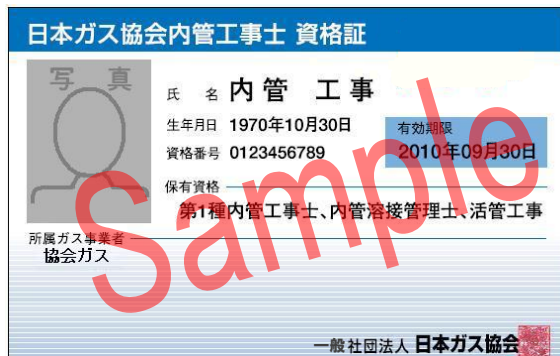 日本ガス協会内管工事士 資格証
写 真
氏 名 内管 工事
生年月日 1970年10月30日
有効期限
2010年09月30日
資格番号 0123456789
保有資格
第1種内管工事士、内管溶接管理士、活管工事
所属ガス事業者
協会ガス
Sample
一般社団法人 日本ガス協会